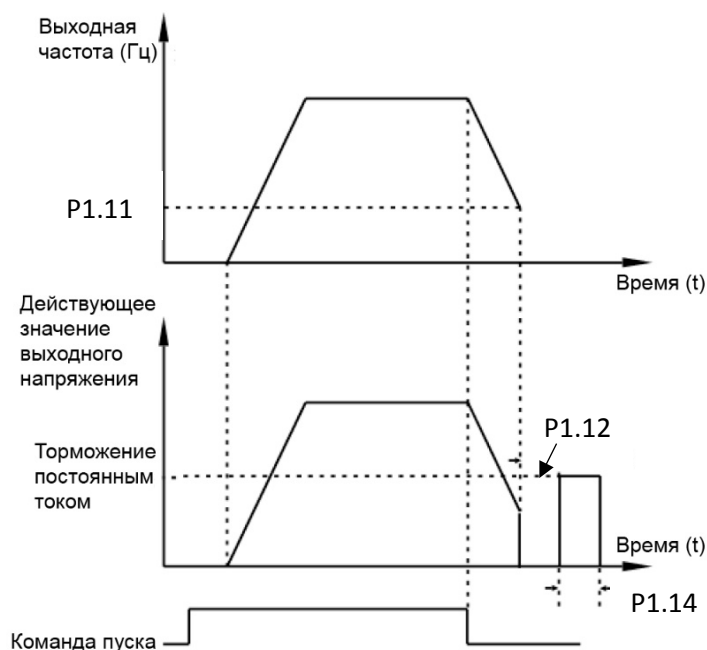 Выходная
частота (Гц)
P1.11
Время (t)
Действующее
значение
выходного
напряжения
P1.12
Торможение
постоянным
током
Время (t)
P1.14
Команда пуска